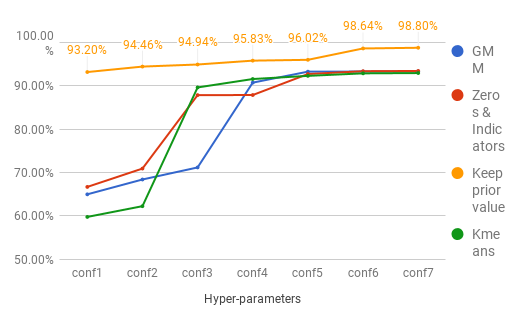 100.00
%
90.00%
80.00%
70.00%
60.00%
50.00%
93.20%
94.46%
94.94%
95.83%
96.02%
98.64%
98.80%
conf1
conf2
conf3
conf4
conf5
conf6
conf7
Hyper-parameters
GM
M
Zero
s &
Indic
ators
Keep
prior
value
Kme
ans